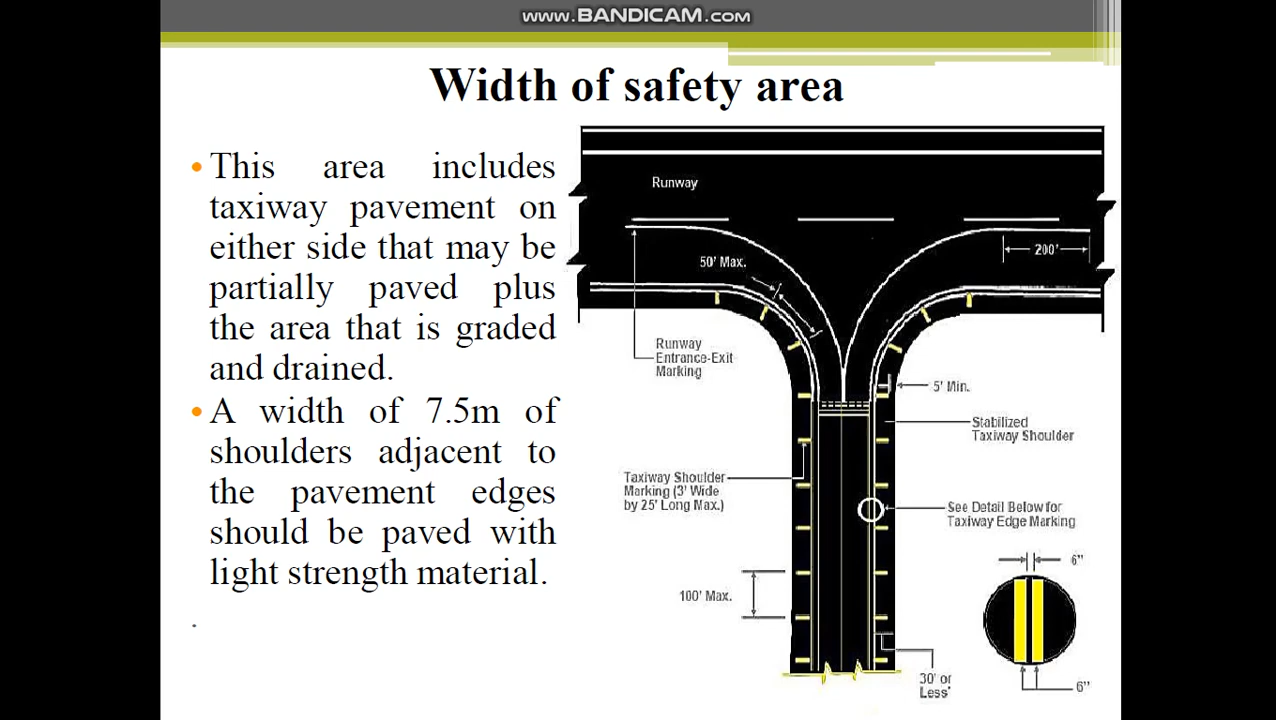 www.BANDICAM.com
Width of safety area
• This area includes
taxiway pavement on
either side that may be
partially paved plus
the area that is graded
and drained.
• A width of 7.5m of
shoulders adjacent to
the pavement edges
should be paved with
light strength material.
.
Runway
200'
50' Max.
Runway
Entrance-Exit
Marking
5' Min.
Stabilized
Taxiway Shoulder
Taxiway Shoulder
Marking (3' Wide
by 25' Long Max.)
See Detail Below for
Taxiway Edge Marking
6"
100' Max.
30' or
Less'
6"